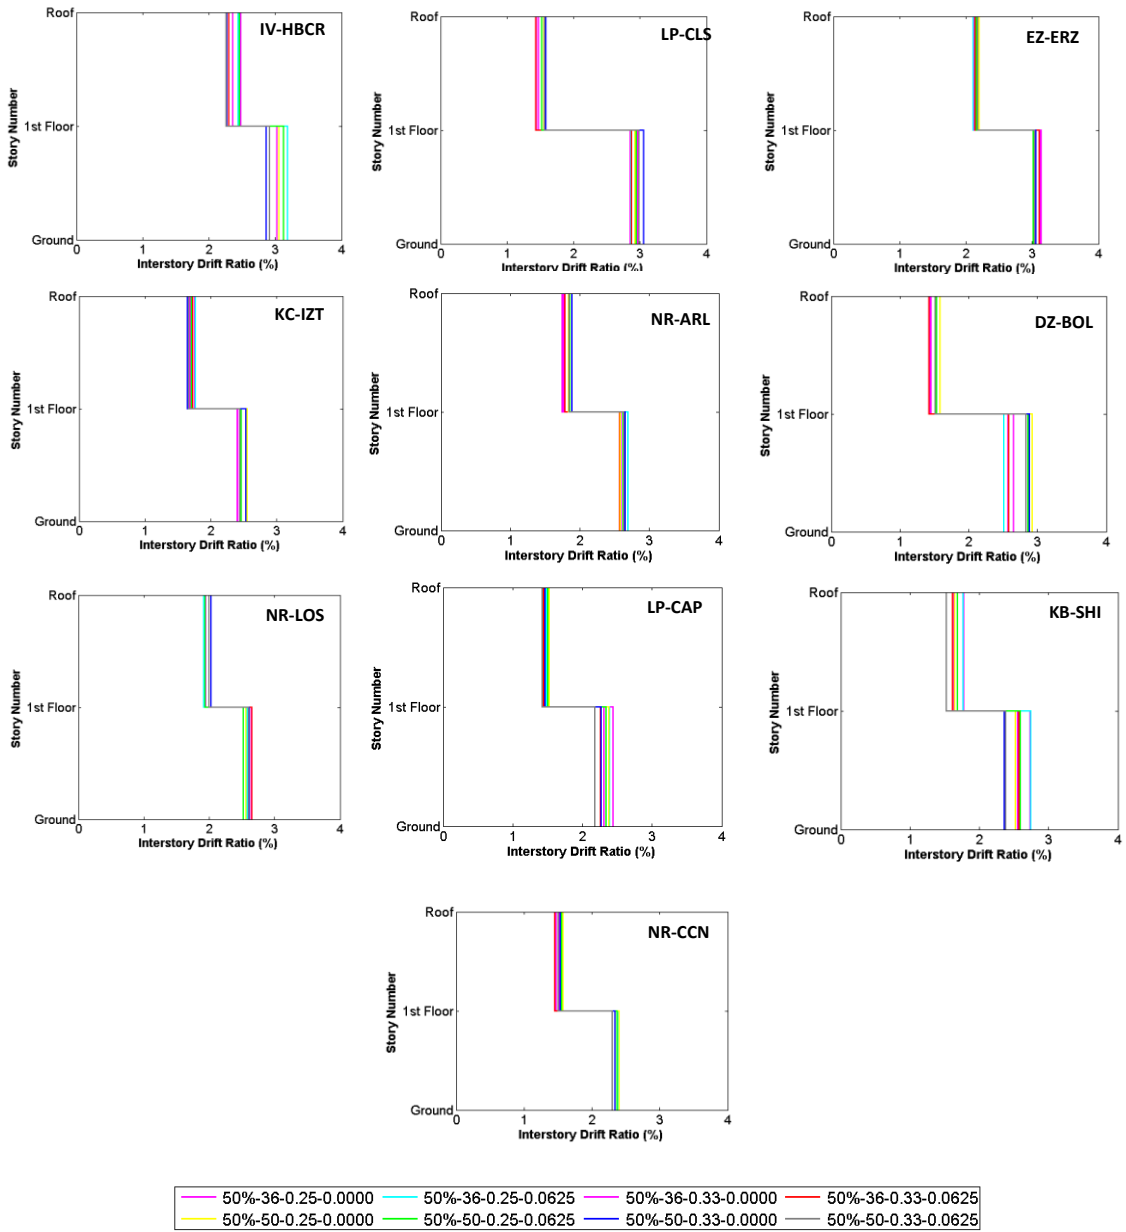 Roof
IV-HBCR
Story Number
1st Floor
Ground
0 1 2 3 4
Interstory Drift Ratio (%)
Roof
LP-CLS
Story Number
1st Floor
Ground
0 1 2 3 4
Interstory Drift Ratio (%)
Roof
EZ-ERZ
Story Number
1st Floor
Ground
0 1 2 3 4
Interstory Drift Ratio (%)
Roof
KC-IZT
Story Number
1st Floor
Ground
0 1 2 3 4
Interstory Drift Ratio (%)
Roof
NR-ARL
Story Number
1st Floor
Ground
0 1 2 3 4
Interstory Drift Ratio (%)
Roof
DZ-BOL
Story Number
1st Floor
Ground
0 1 2 3 4
Interstory Drift Ratio (%)
Roof
NR-LOS
Story Number
1st Floor
Ground
0 1 2 3 4
Interstory Drift Ratio (%)
Roof
LP-CAP
Story Number
1st Floor
Ground
0 1 2 3 4
Interstory Drift Ratio (%)
Roof
KB-SHI
Story Number
1st Floor
Ground
0 1 2 3 4
Interstory Drift Ratio (%)
Roof
NR-CCN
Story Number
1st Floor
Ground
0 1 2 3 4
Interstory Drift Ratio (%)
50%-36-0.25-0.0000 50%-36-0.25-0.0625 50%-36-0.33-0.0000 50%-36-0.33-0.0625
50%-50-0.25-0.0000 50%-50-0.25-0.0625 50%-50-0.33-0.0000 50%-50-0.33-0.0625